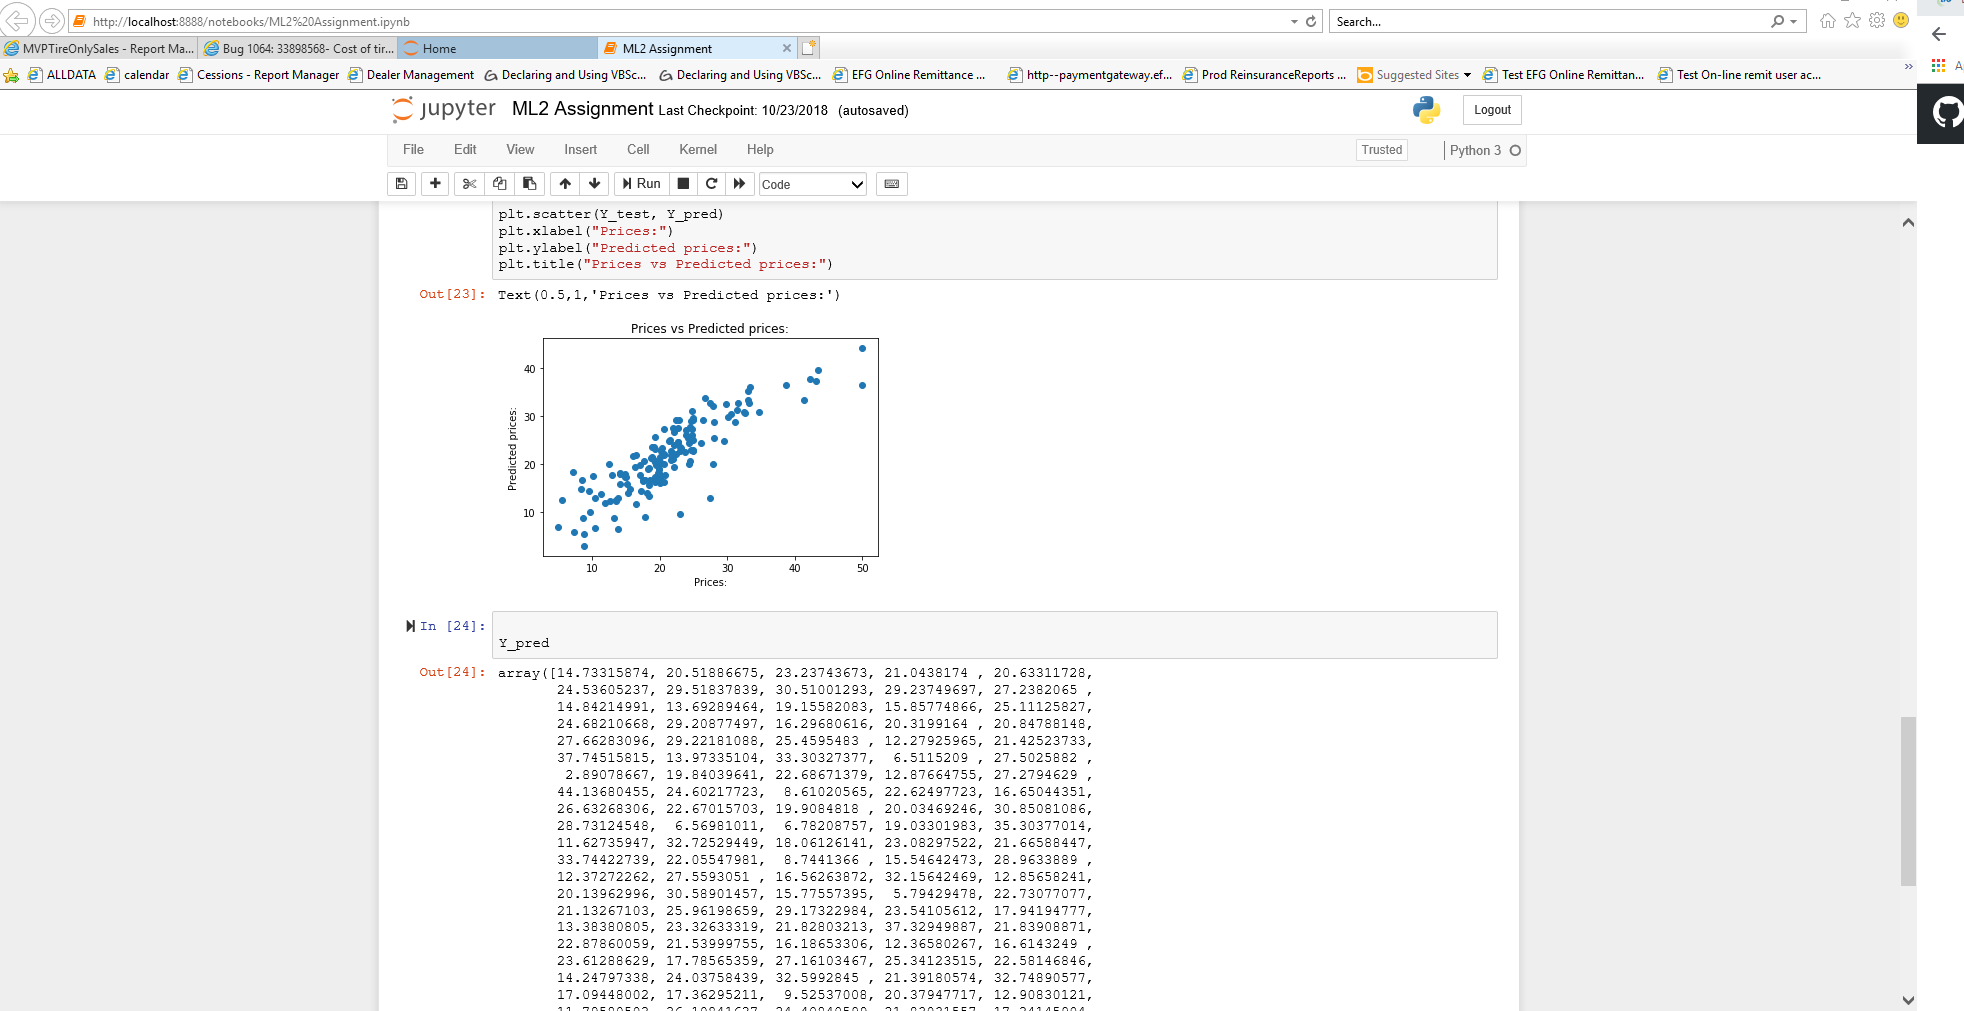 http://localhost:8888/notebooks/ML2%20Assignment.ipynb
Search...
MVPTireOnlySales - Report Ma...
Bug 1064: 33898568- Cost of tir...
Home
ML2 Assignment
ALLDATA
calendar
Cessions - Report Manager
Dealer Management
Declaring and Using VBSc...
Declaring and Using VBSc...
EFG Online Remittance ...
http--paymentgateway.ef...
Prod ReinsuranceReports ...
Suggested Sites
Test EFG Online Remittan...
Test On-line remit user ac...
»
jupyter ML2 Assignment Last Checkpoint: 10/23/2018 (autosaved)
Logout
File Edit View Insert Cell Kernel Help
Trusted
Python 3
Run
Code
plt.scatter(Y_test, Y_pred)
plt.xlabel("Prices:")
plt.ylabel("Predicted prices:")
plt.title("Prices vs Predicted prices:")
Out[23]: Text(0.5,1,'Prices vs Predicted prices:')
Prices vs Predicted prices:
Predicted prices:
40
30
20
10
10 20 30 40 50
Prices:
In [24]:
Y_pred
Out[24]: array([14.73315874, 20.51886675, 23.23743673, 21.0438174 , 20.63311728,
24.53605237, 29.51837839, 30.51001293, 29.23749697, 27.2382065 ,
14.84214991, 13.69289464, 19.15582083, 15.85774866, 25.11125827,
24.68210668, 29.20877497, 16.29680616, 20.3199164 , 20.84788148,
27.66283096, 29.22181088, 25.4595483 , 12.27925965, 21.42523733,
37.74515815, 13.97335104, 33.30327377, 6.5115209 , 27.5025882 ,
2.89078667, 19.84039641, 22.68671379, 12.87664755, 27.2794629 ,
44.13680455, 24.60217723, 8.61020565, 22.62497723, 16.65044351,
26.63268306, 22.67015703, 19.9084818 , 20.03469246, 30.85081086,
28.73124548, 6.56981011, 6.78208757, 19.03301983, 35.30377014,
11.62735947, 32.72529449, 18.06126141, 23.08297522, 21.66588447,
33.74422739, 22.05547981, 8.7441366 , 15.54642473, 28.9633889 ,
12.37272262, 27.5593051 , 16.56263872, 32.15642469, 12.85658241,
20.13962996, 30.58901457, 15.77557395, 5.79429478, 22.73077077,
21.13267103, 25.96198659, 29.17322984, 23.54105612, 17.94194777,
13.38380805, 23.32633319, 21.82803213, 37.32949887, 21.83908871,
22.87860059, 21.53999755, 16.18653306, 12.36580267, 16.6143249 ,
23.61288629, 17.78565359, 27.16103467, 25.34123515, 22.58146846,
14.24797338, 24.03758439, 32.5992845 , 21.39180574, 32.74890577,
17.09448002, 17.36295211, 9.52537008, 20.37947717, 12.90830121,